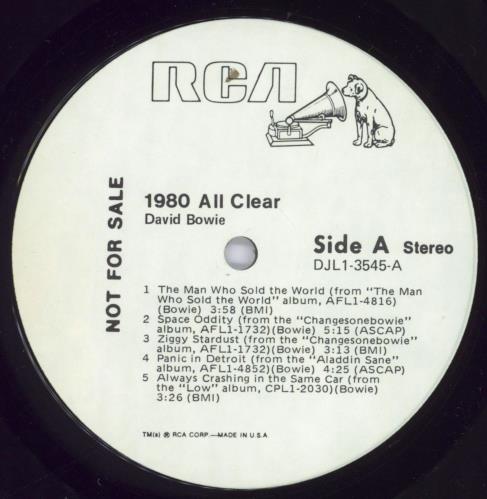 RCA
NOT FOR SALE
1980 All Clear
David Bowie
Side A Stereo
DJL1-3545-A
1 The Man Who Sold the World (from "The Man
Who Sold the World" album, AFL1-4816)
(Bowie) 3:58 (BMI)
2 Space Oddity (from the "Changesonebowie"
album, AFL1-1732)(Bowie) 5:15 (ASCAP)
3 Ziggy Stardust (from the "Changesonebowie"
album, AFL1-1732)(Bowie) 3:13 (BMI)
4 Panic in Detroit (from the "Aladdin Sane"
album, AFL1-4852)(Bowie) 4:25 (ASCAP)
5 Always Crashing in the Same Car (from
the "Low" album, CPL1-2030)(Bowie)
3:26 (BMI)
TM(s) ® RCA CORP.—MADE IN U.S.A.